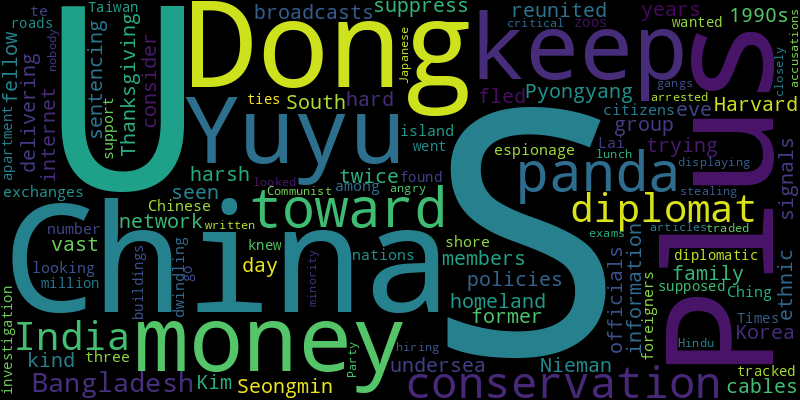 te
Taiwan
broadcasts
suppress
reunited
years
1990s
roads
nobody
critical
zoos
wanted
accusations
fellow
apartment
delivering
internet
sentencing
support
Thanksgiving
consider
U
Dong
Japanese
keep
Plus
closely
ties
South
hard
fled
Pyongyang
gangs
arrested
Harvard
Yuyu
island
went
citizens
eve
group
signals
espionage
trying
Lai
lunch
displaying
harsh
twice
found
panda
stealing
exchanges
seen
looked
Communist
among
angry
toward
diplomat
China
S
Chinese
network
written
articles
traded
number
vast
knew
shore
nations
exams
diplomatic
day
members
looking
million
buildings
dwindling
go
minority
policies
officials
information
foreigners
family
supposed
Ching
ethnic
homeland
former
investigation
India
money
Times
Korea
Hindu
kind
three
Party
hiring
undersea
Nieman
tracked
Bangladesh
Kim
Seongmin
conservation
cables